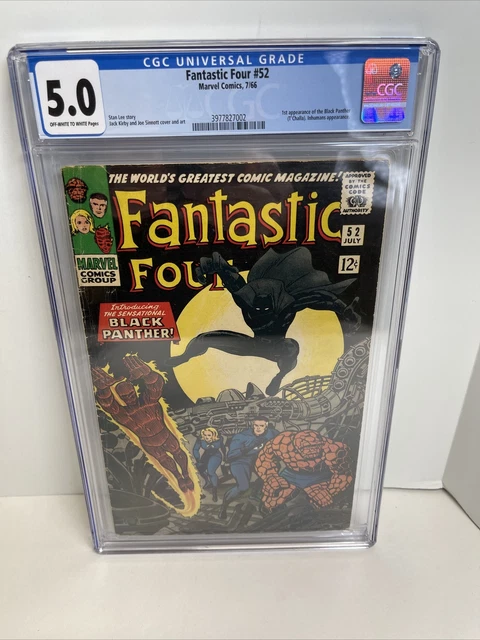 CGC UNIVERSAL GRADE
5.0
OFF-WHITE TO WHITE Pages
Fantastic Four #52
Marvel Comics, 7/66
Stan Lee story
Jack Kirby and Joe Sinnott cover and art
3977827002
1st appearance of the Black Panther
(T'Challa), Inhumans appearance.
CGC
THE WORLD'S GREATEST COMIC MAGAZINE!
Fantastic
FOUR
MARVEL
COMICS
GROUP
APPROVED
BY THE
COMICS
CODE
AUTHORITY
52
JULY
12¢
Introducing
THE SENSATIONAL
BLACK
PANTHER!